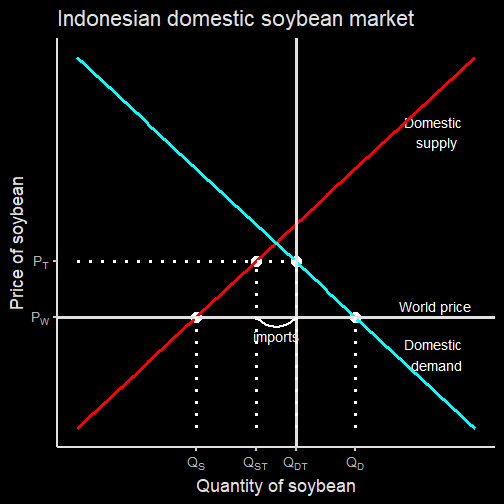 Indonesian domestic soybean market
Domestic
supply
Price of soybean
P_T
P_W
World price
imports
Domestic
demand
Q_S Q_ST Q_DT Q_D
Quantity of soybean